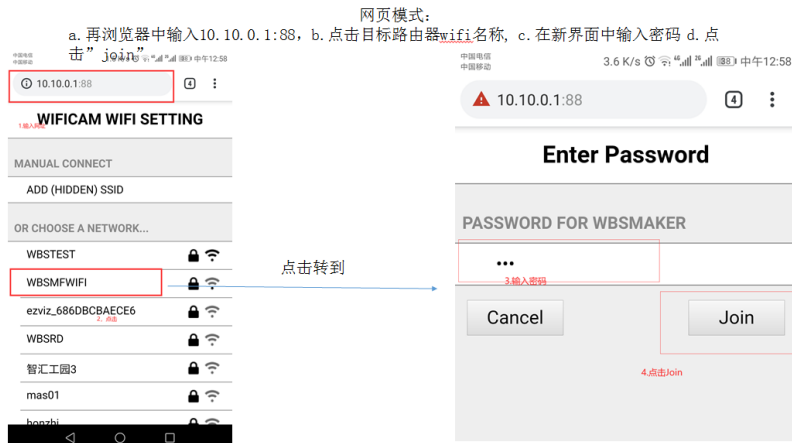 网页模式:
a.再浏览器中输入10.10.0.1:88，b.点击目标路由器wifi名称, c.在新界面中输入密码 d.点
击”join”
中国电信
中国移动
中午12:58
10.10.0.1:88
4
WIFICAM WIFI SETTING
MANUAL CONNECT
ADD (HIDDEN) SSID
OR CHOOSE A NETWORK...
WBSTEST
WBSMFWIFI
ezviz_686DBCBAECE6
2、点击
WBSRD
智汇工园3
mas01
honzhi
点击转到
中国电信
中国移动
3.6 K/s
中午12:58
10.10.0.1:88
4
Enter Password
PASSWORD FOR WBSMAKER
•••
3.输入密码
Cancel
Join
4.点击Join